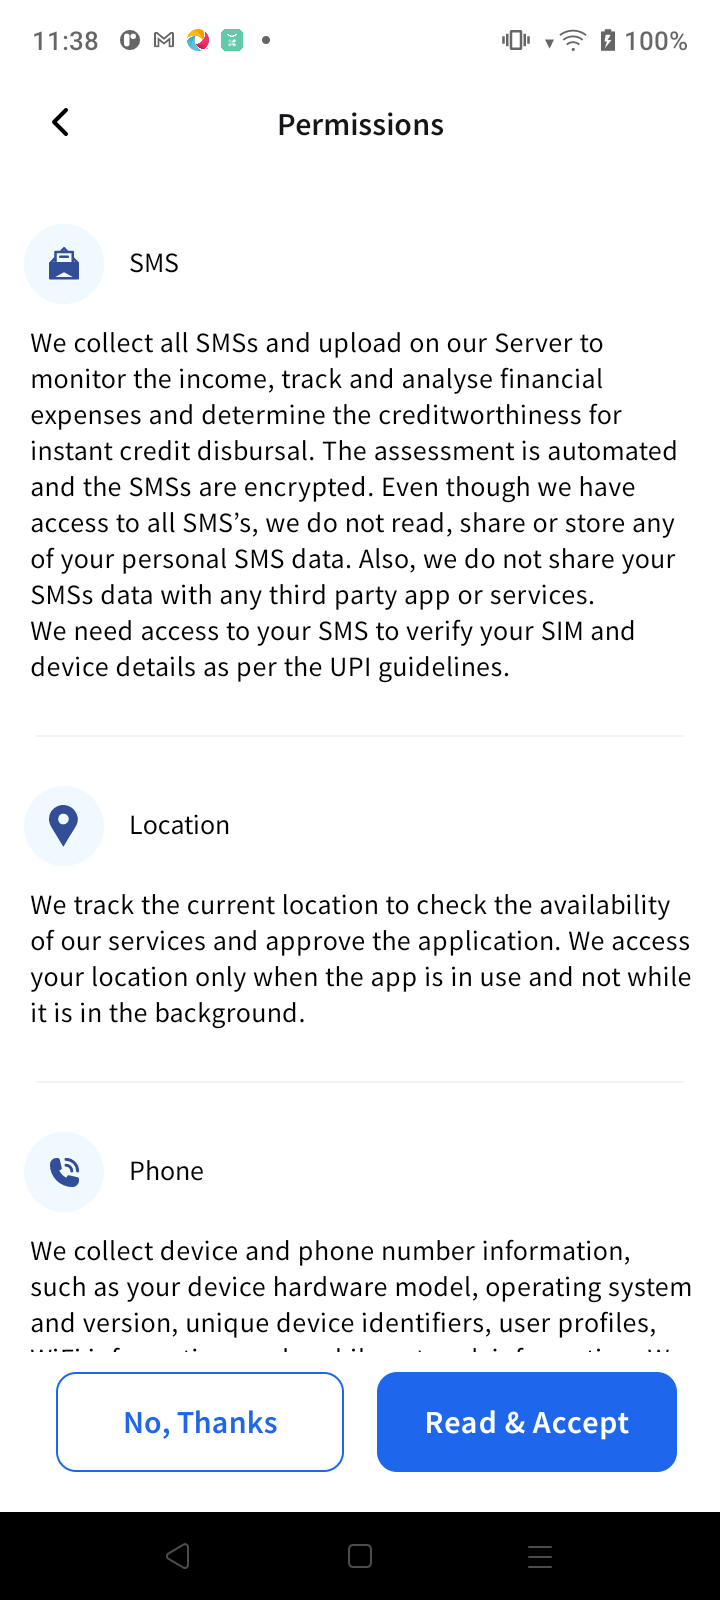 11:38
100%
Permissions
SMS
We collect all SMSs and upload on our Server to
monitor the income, track and analyse financial
expenses and determine the creditworthiness for
instant credit disbursal. The assessment is automated
and the SMSs are encrypted. Even though we have
access to all SMS’s, we do not read, share or store any
of your personal SMS data. Also, we do not share your
SMSs data with any third party app or services.
We need access to your SMS to verify your SIM and
device details as per the UPI guidelines.
Location
We track the current location to check the availability
of our services and approve the application. We access
your location only when the app is in use and not while
it is in the background.
Phone
We collect device and phone number information,
such as your device hardware model, operating system
and version, unique device identifiers, user profiles,
No, Thanks
Read & Accept